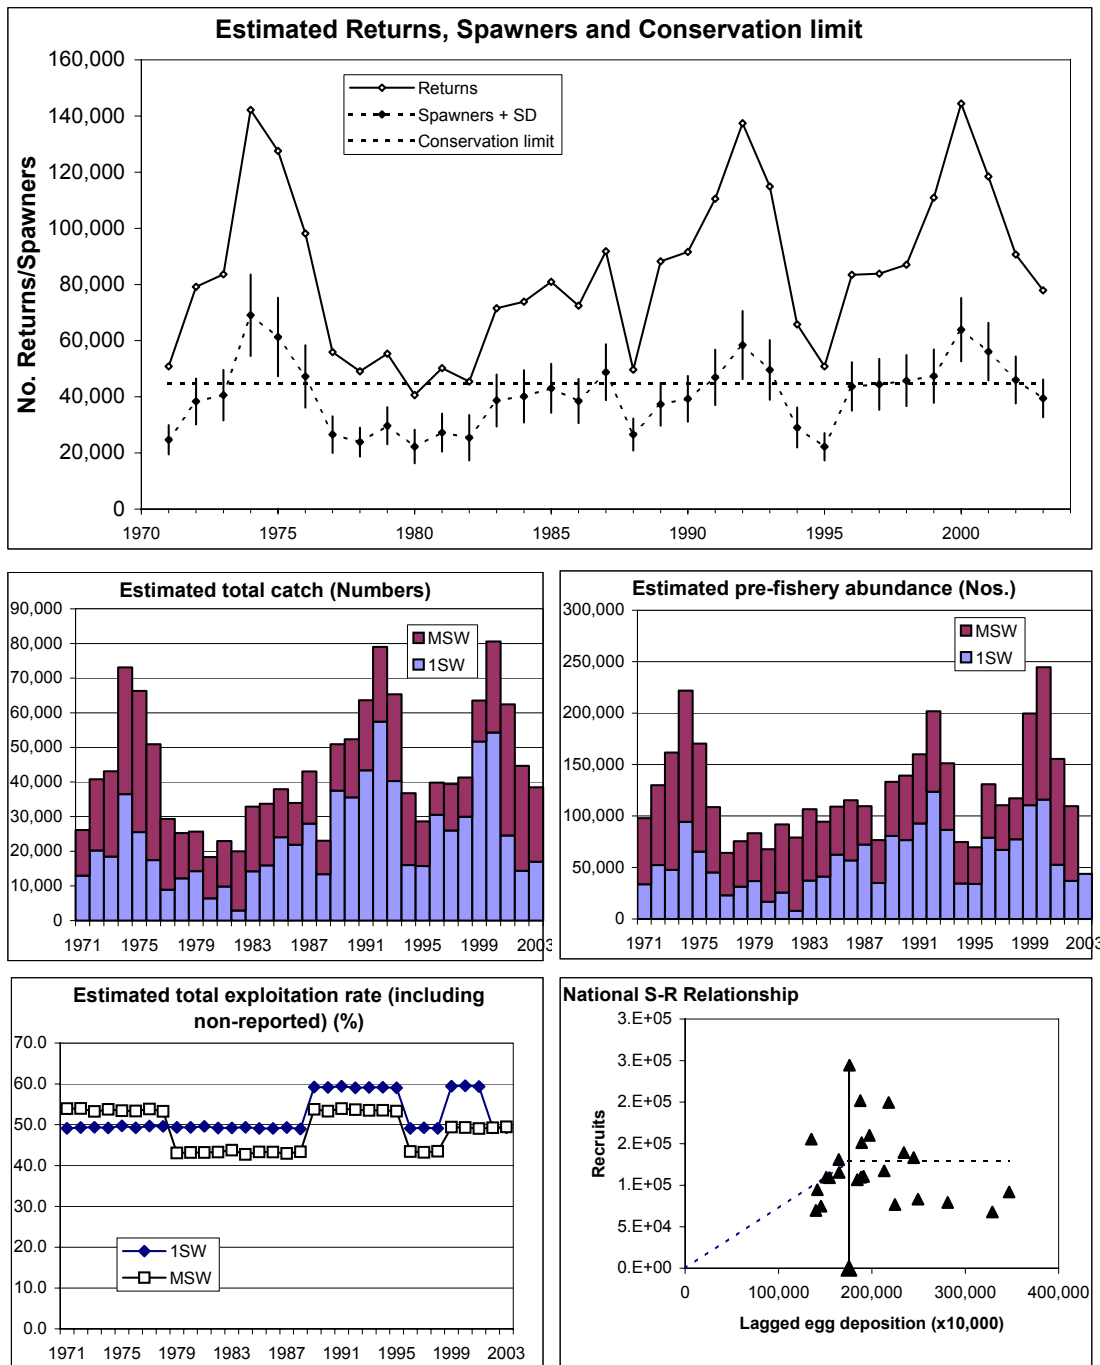 Estimated Returns, Spawners and Conservation limit
160,000
140,000
120,000
100,000
80,000
60,000
40,000
20,000
0
No. Returns/Spawners
Returns
Spawners + SD
Conservation limit
1970 1975 1980 1985 1990 1995 2000
Estimated total catch (Numbers)
90,000
80,000
70,000
60,000
50,000
40,000
30,000
20,000
10,000
0
MSW
1SW
1971 1975 1979 1983 1987 1991 1995 1999 2003
Estimated pre-fishery abundance (Nos.)
300,000
250,000
200,000
150,000
100,000
50,000
0
MSW
1SW
1971 1975 1979 1983 1987 1991 1995 1999 2003
Estimated total exploitation rate (including
non-reported) (%)
70.0
60.0
50.0
40.0
30.0
20.0
10.0
0.0
1SW
MSW
1971 1975 1979 1983 1987 1991 1995 1999 2003
National S-R Relationship
3.E+05
3.E+05
2.E+05
2.E+05
1.E+05
5.E+04
0.E+00
Recruits
0 100,000 200,000 300,000 400,000
Lagged egg deposition (x10,000)